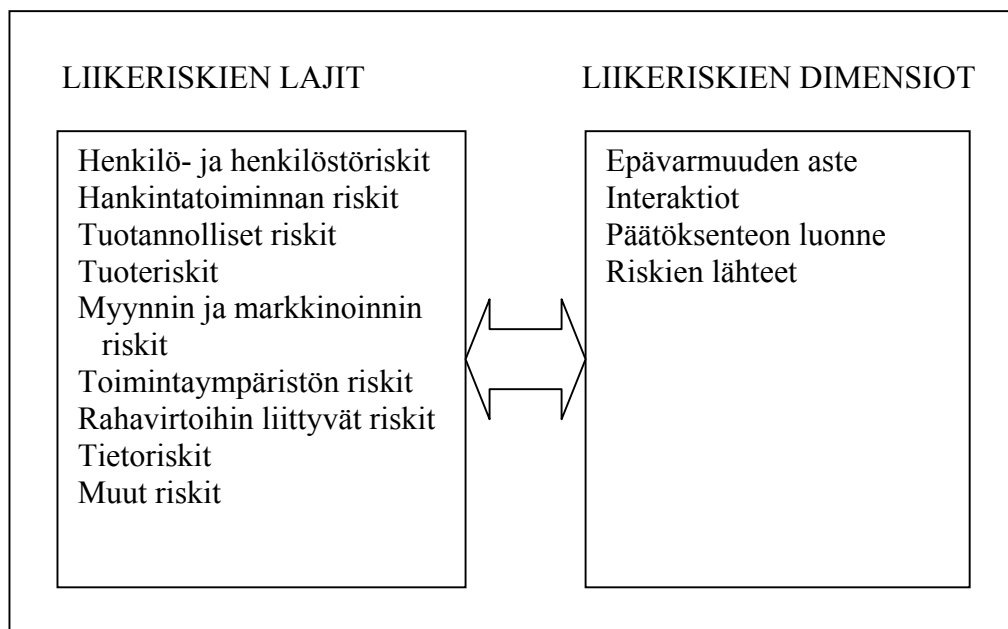 LIIKERISKIEN LAJIT
LIIKERISKIEN DIMENSIOT
Henkilö- ja henkilöstöriskit
Hankintatoiminnan riskit
Tuotannolliset riskit
Tuoteriskit
Myynnin ja markkinoinnin
riskit
Toimintaympäristön riskit
Rahavirtoihin liittyvät riskit
Tietoriskit
Muut riskit
Epävarmuuden aste
Interaktiot
Päätöksenteon luonne
Riskien lähteet